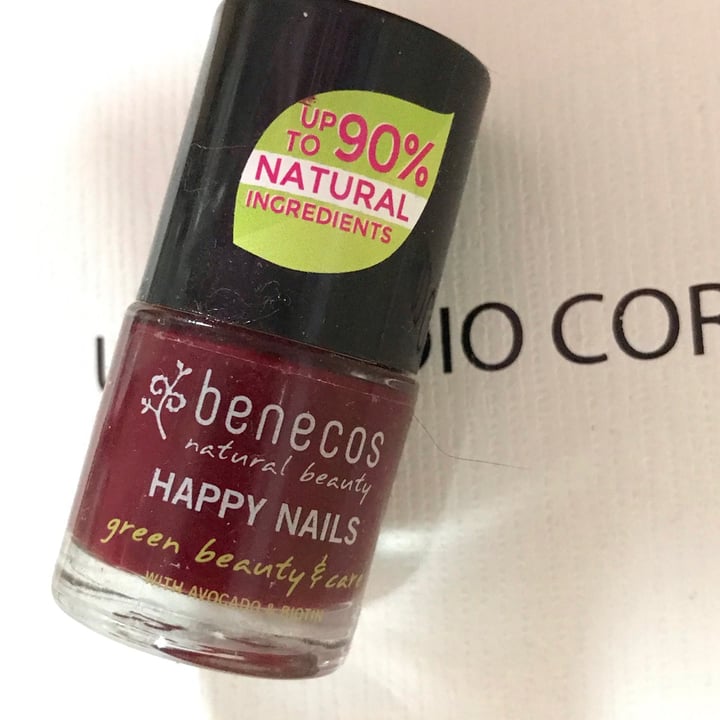 UP TO 90%
NATURAL
INGREDIENTS
benecos
natural beauty
HAPPY NAILS
green beauty & care
WITH AVOCADO & BIOTIN